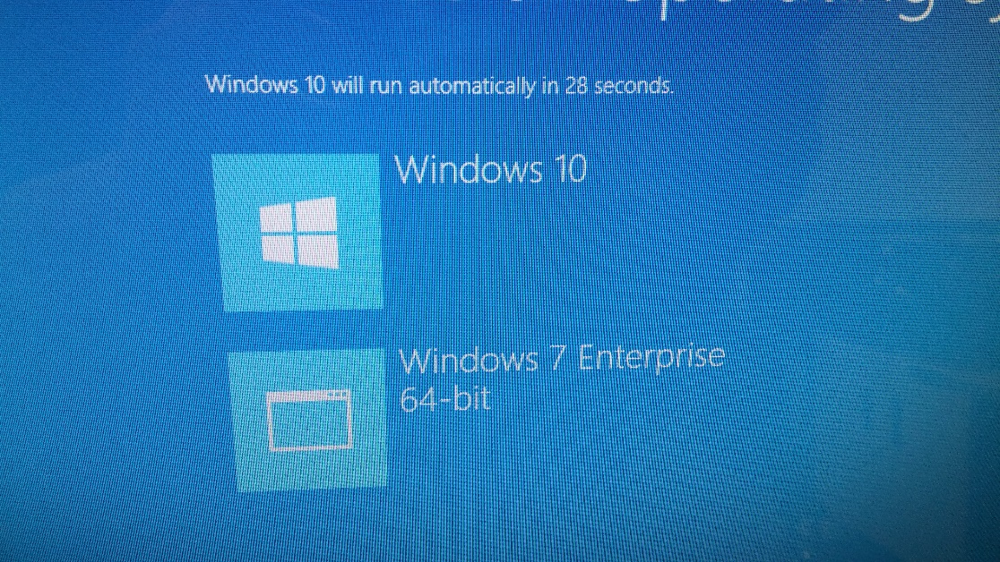 Windows 10 will run automatically in 28 seconds.
Windows 10
Windows 7 Enterprise
64-bit